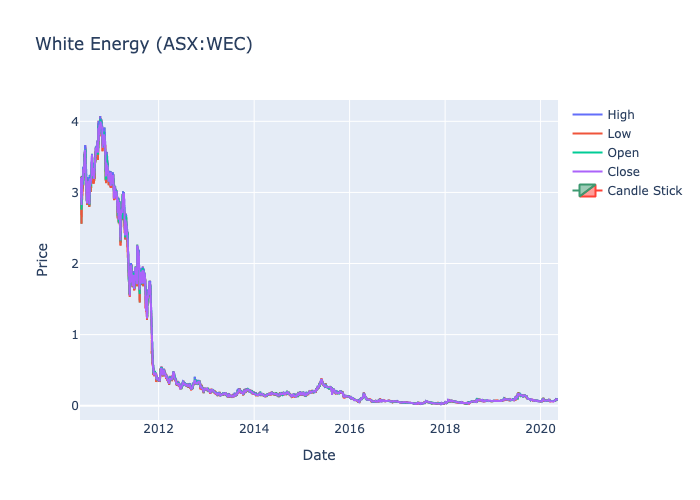 White Energy (ASX:WEC)
High
Low
Open
Close
Candle Stick
Price
4
3
2
1
0
2012
2014
2016
2018
2020
Date